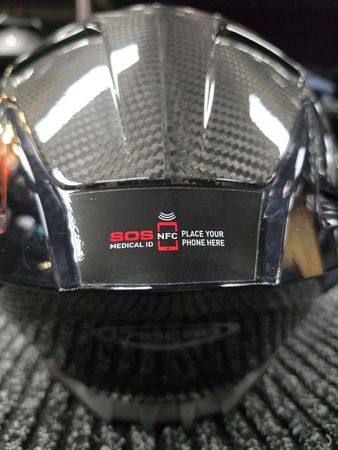 SOS
MEDICAL ID
NFC
PLACE YOUR
PHONE HERE